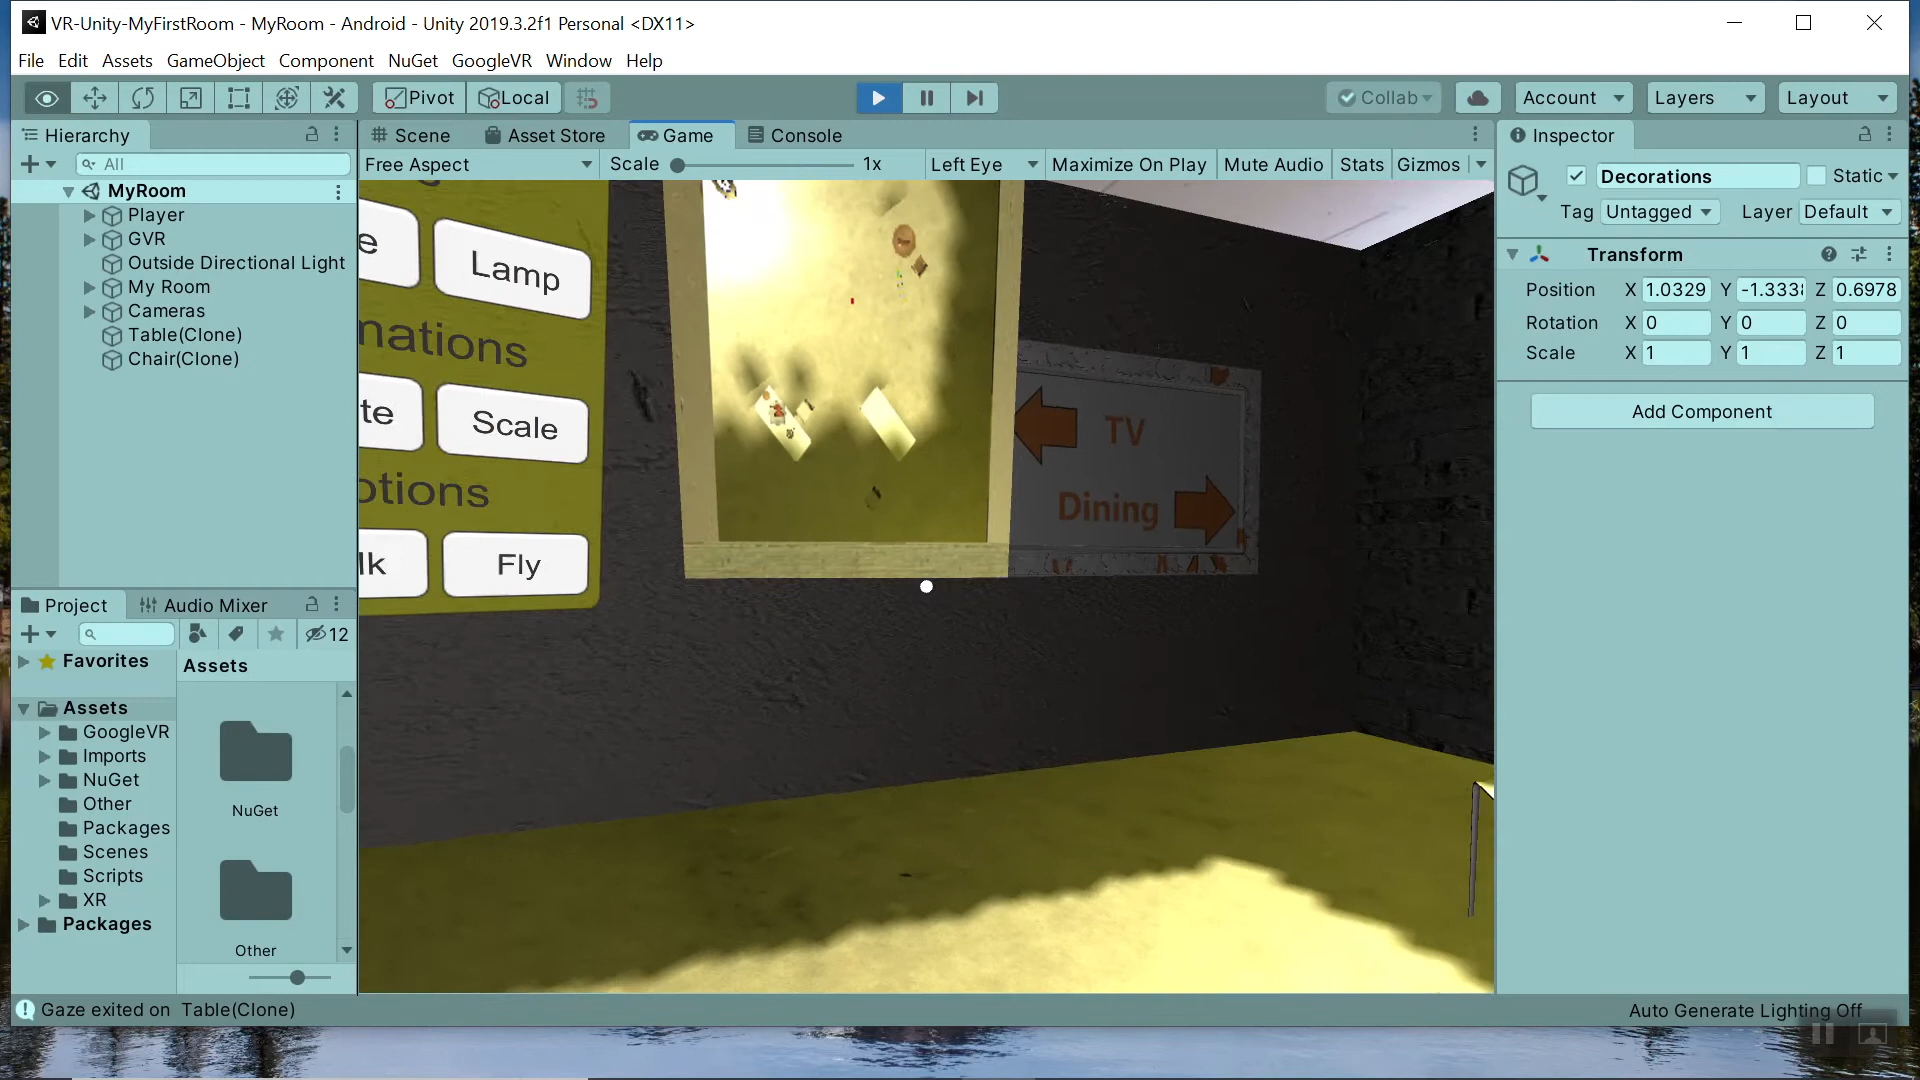 VR-Unity-MyFirstRoom - MyRoom - Android - Unity 2019.3.2f1 Personal <DX11>
File Edit Assets GameObject Component NuGet GoogleVR Window Help
Pivot Local Collab Account Layers Layout
Hierarchy
All
MyRoom
Player
GVR
Outside Directional Light
My Room
Cameras
Table(Clone)
Chair(Clone)
Project Audio Mixer
12
Favorites
Assets
GoogleVR
Imports
NuGet
Other
Packages
Scenes
Scripts
XR
Packages
Assets
NuGet
Other
Scene Asset Store Game Console
Free Aspect Scale 1x Left Eye Maximize On Play Mute Audio Stats Gizmos
e Lamp
mations
te Scale
otions
lk Fly
TV
Dining
Inspector
Decorations Static
Tag Untagged Layer Default
Transform
Position X 1.0329 Y -1.333 Z 0.6978
Rotation X 0 Y 0 Z 0
Scale X 1 Y 1 Z 1
Add Component
Gaze exited on Table(Clone)
Auto Generate Lighting Off